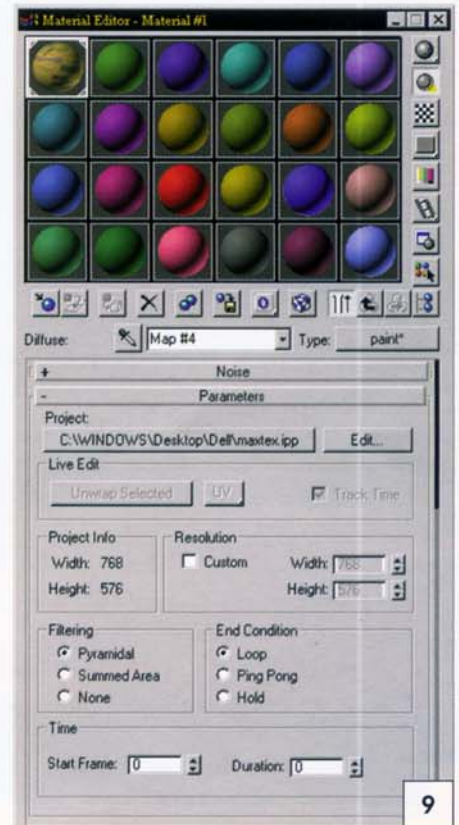 Material Editor - Material #1
Diffuse: Map #4 Type: paint*
+ Noise
- Parameters
Project:
C:\WINDOWS\Desktop\Dell\maxtex.ipp Edit...
Live Edit
Unwrap Selected UV Track Time
Project Info Resolution
Width: 768 Custom Width: 768
Height: 576 Height: 576
Filtering End Condition
Pyramidal Loop
Summed Area Ping Pong
None Hold
Time
Start Frame: 0 Duration: 0
9